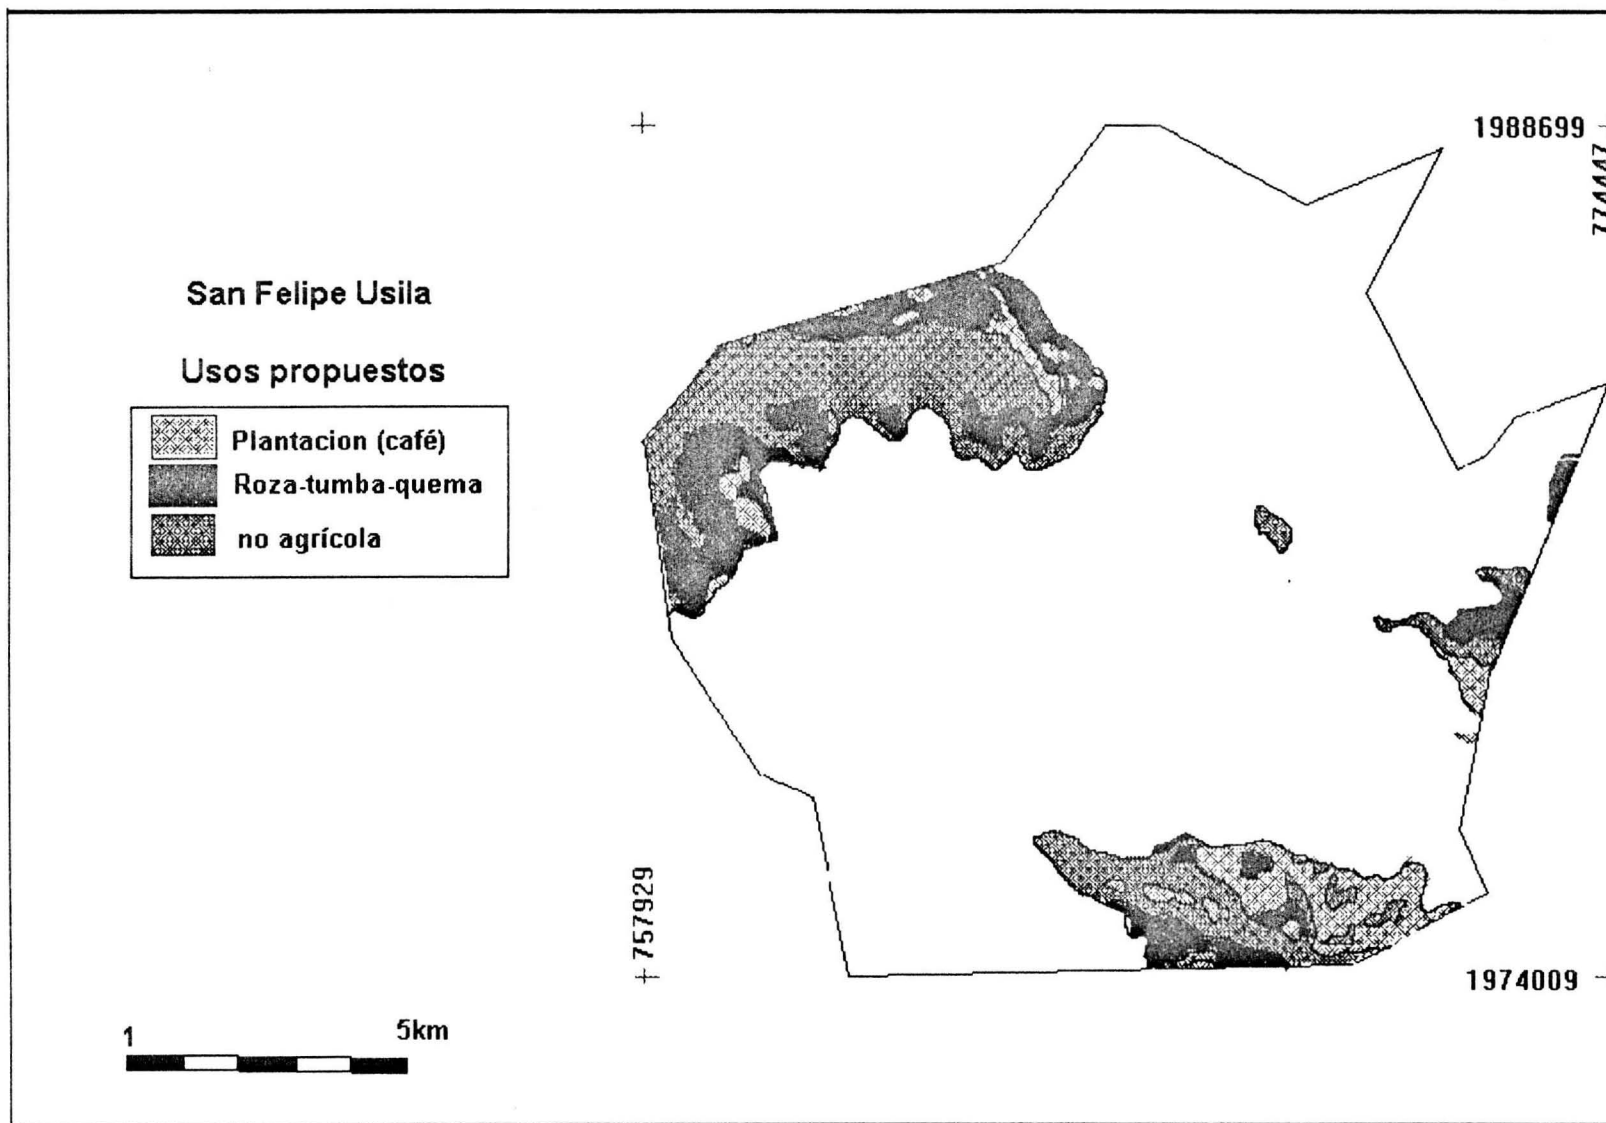 San Felipe Usila
Usos propuestos
Plantacion (café)
Roza-tumba-quema
no agrícola
1988699
774447
757929
1974009
1
5km